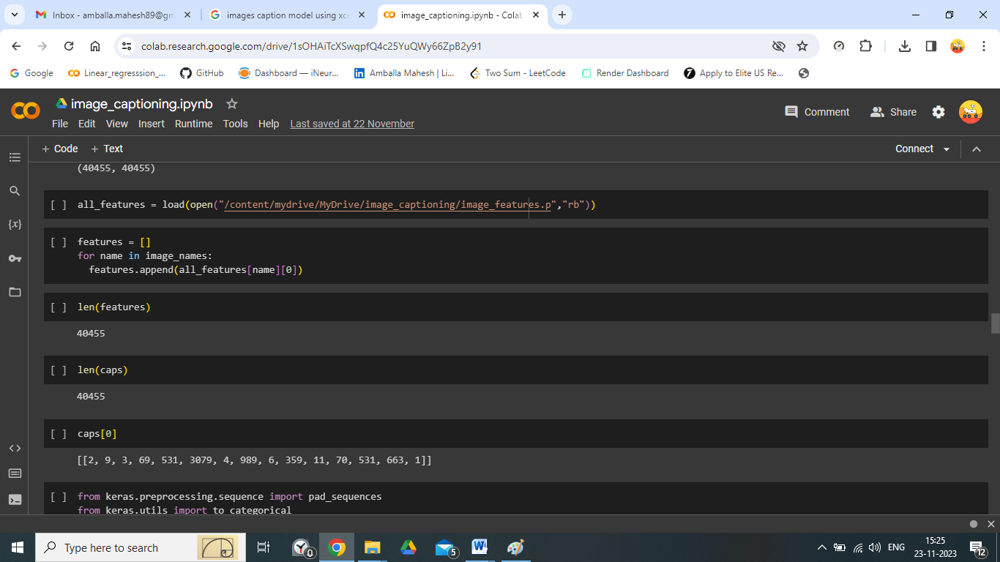 Inbox - amballa.mahesh89@gm
images caption model using xce
image_captioning.ipynb - Colab
colab.research.google.com/drive/1sOHAiTcXSwqpfQ4c25YuQWy66ZpB2y91
Google
Linear_regresssion_...
GitHub
Dashboard — iNeur...
Amballa Mahesh | Li...
Two Sum - LeetCode
Render Dashboard
Apply to Elite US Re...
image_captioning.ipynb
Comment
Share
File Edit View Insert Runtime Tools Help Last saved at 22 November
+ Code + Text
Connect
(40455, 40455)
[ ] all_features = load(open("/content/mydrive/MyDrive/image_captioning/image_features.p","rb"))
[ ] features = []
for name in image_names:
features.append(all_features[name][0])
[ ] len(features)
40455
[ ] len(caps)
40455
[ ] caps[0]
[[2, 9, 3, 69, 531, 3079, 4, 989, 6, 359, 11, 70, 531, 663, 1]]
[ ] from keras.preprocessing.sequence import pad_sequences
from keras.utils import to_categorical
{x}
Type here to search
0
5
ENG
15:25
23-11-2023
12